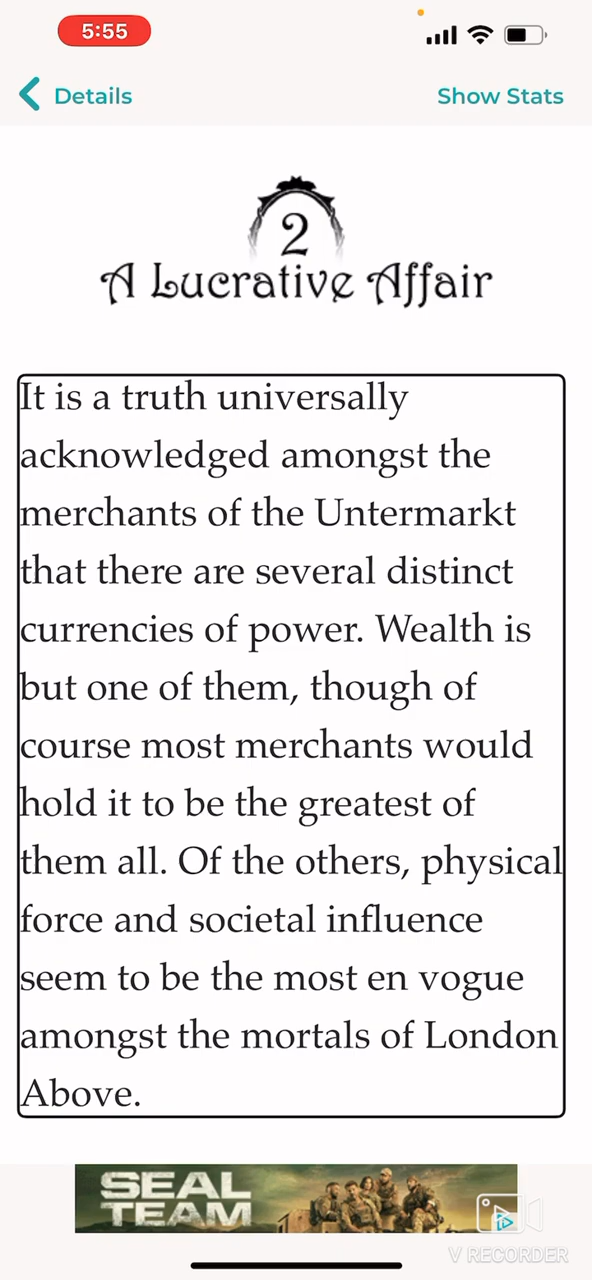 5:55
Details
Show Stats
2
A Lucrative Affair
It is a truth universally
acknowledged amongst the
merchants of the Untermarkt
that there are several distinct
currencies of power. Wealth is
but one of them, though of
course most merchants would
hold it to be the greatest of
them all. Of the others, physical
force and societal influence
seem to be the most en vogue
amongst the mortals of London
Above.
SEAL
TEAM
V RECORDER